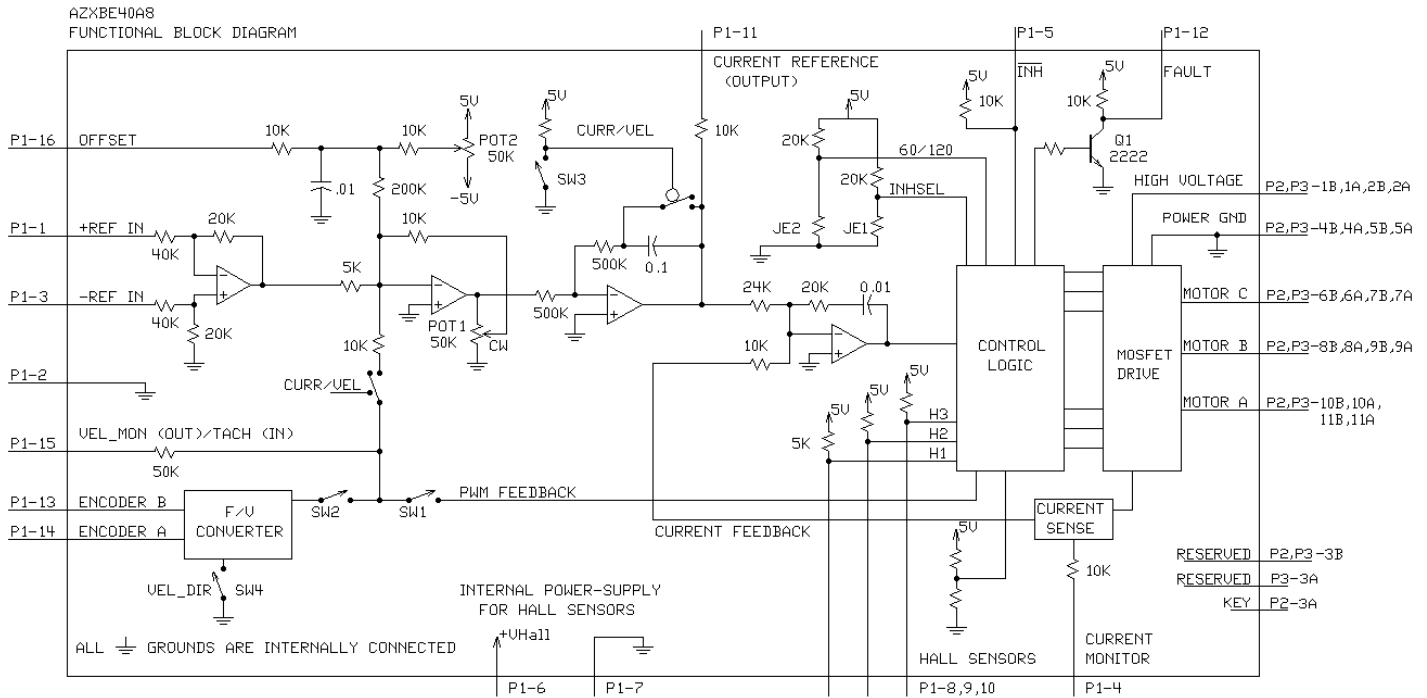 AZXBE40A8
FUNCTIONAL BLOCK DIAGRAM
P1-11
P1-5
P1-12
CURRENT REFERENCE
(OUTPUT)
INH
FAULT
5V
10K
5V
10K
Q1
2222
P1-16 OFFSET
10K
10K
5V
POT2
50K
-5V
.01
200K
5V
CURR/VEL
SW3
10K
5V
20K
60/120
20K
INHSEL
JE2
JE1
HIGH VOLTAGE P2,P3-1B,1A,2B,2A
POWER GND P2,P3-4B,4A,5B,5A
P1-1 +REF IN
20K
40K
10K
500K
0.1
P1-3 -REF IN
40K
20K
5K
POT1
50K
CW
500K
24K
20K
0.01
10K
CONTROL
LOGIC
MOSFET
DRIVE
MOTOR C P2,P3-6B,6A,7B,7A
MOTOR B P2,P3-8B,8A,9B,9A
MOTOR A P2,P3-10B,10A,
11B,11A
P1-2
10K
CURR/VEL
P1-15 VEL_MON (OUT)/TACH (IN)
50K
5V
5V
5V
5K
H3
H2
H1
P1-13 ENCODER B
P1-14 ENCODER A
F/V
CONVERTER
SW2
SW1
PWM FEEDBACK
CURRENT FEEDBACK
CURRENT
SENSE
5V
10K
VEL_DIR
SW4
RESERVED P2,P3-3B
RESERVED P3-3A
KEY P2-3A
INTERNAL POWER-SUPPLY
FOR HALL SENSORS
+VHall
ALL GROUNDS ARE INTERNALLY CONNECTED
HALL SENSORS
CURRENT
MONITOR
P1-6
P1-7
P1-8,9,10
P1-4